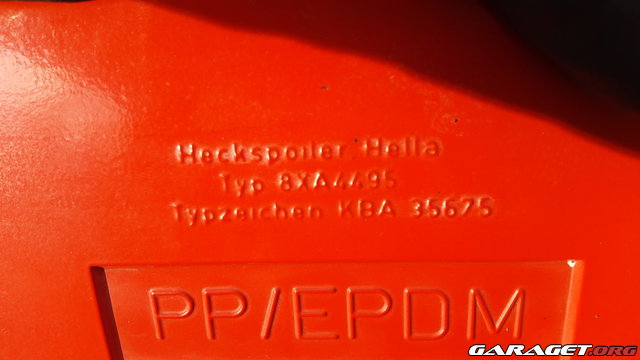 Heckspoiler Hella
Typ 8XA4495
Typzeichen KBA 35675
PP/EPDM
GARAGET.ORG